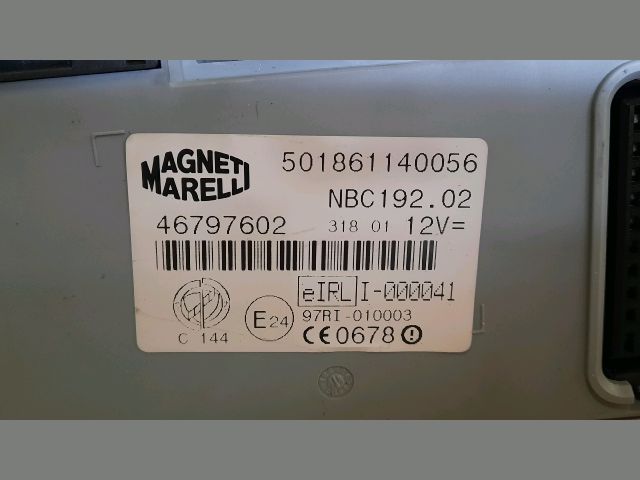 MAGNETI MARELLI
501861140056
NBC192.02
46797602 318 01 12V=
eIRL I-000041
E24 97RI-010003
C 144 CE0678